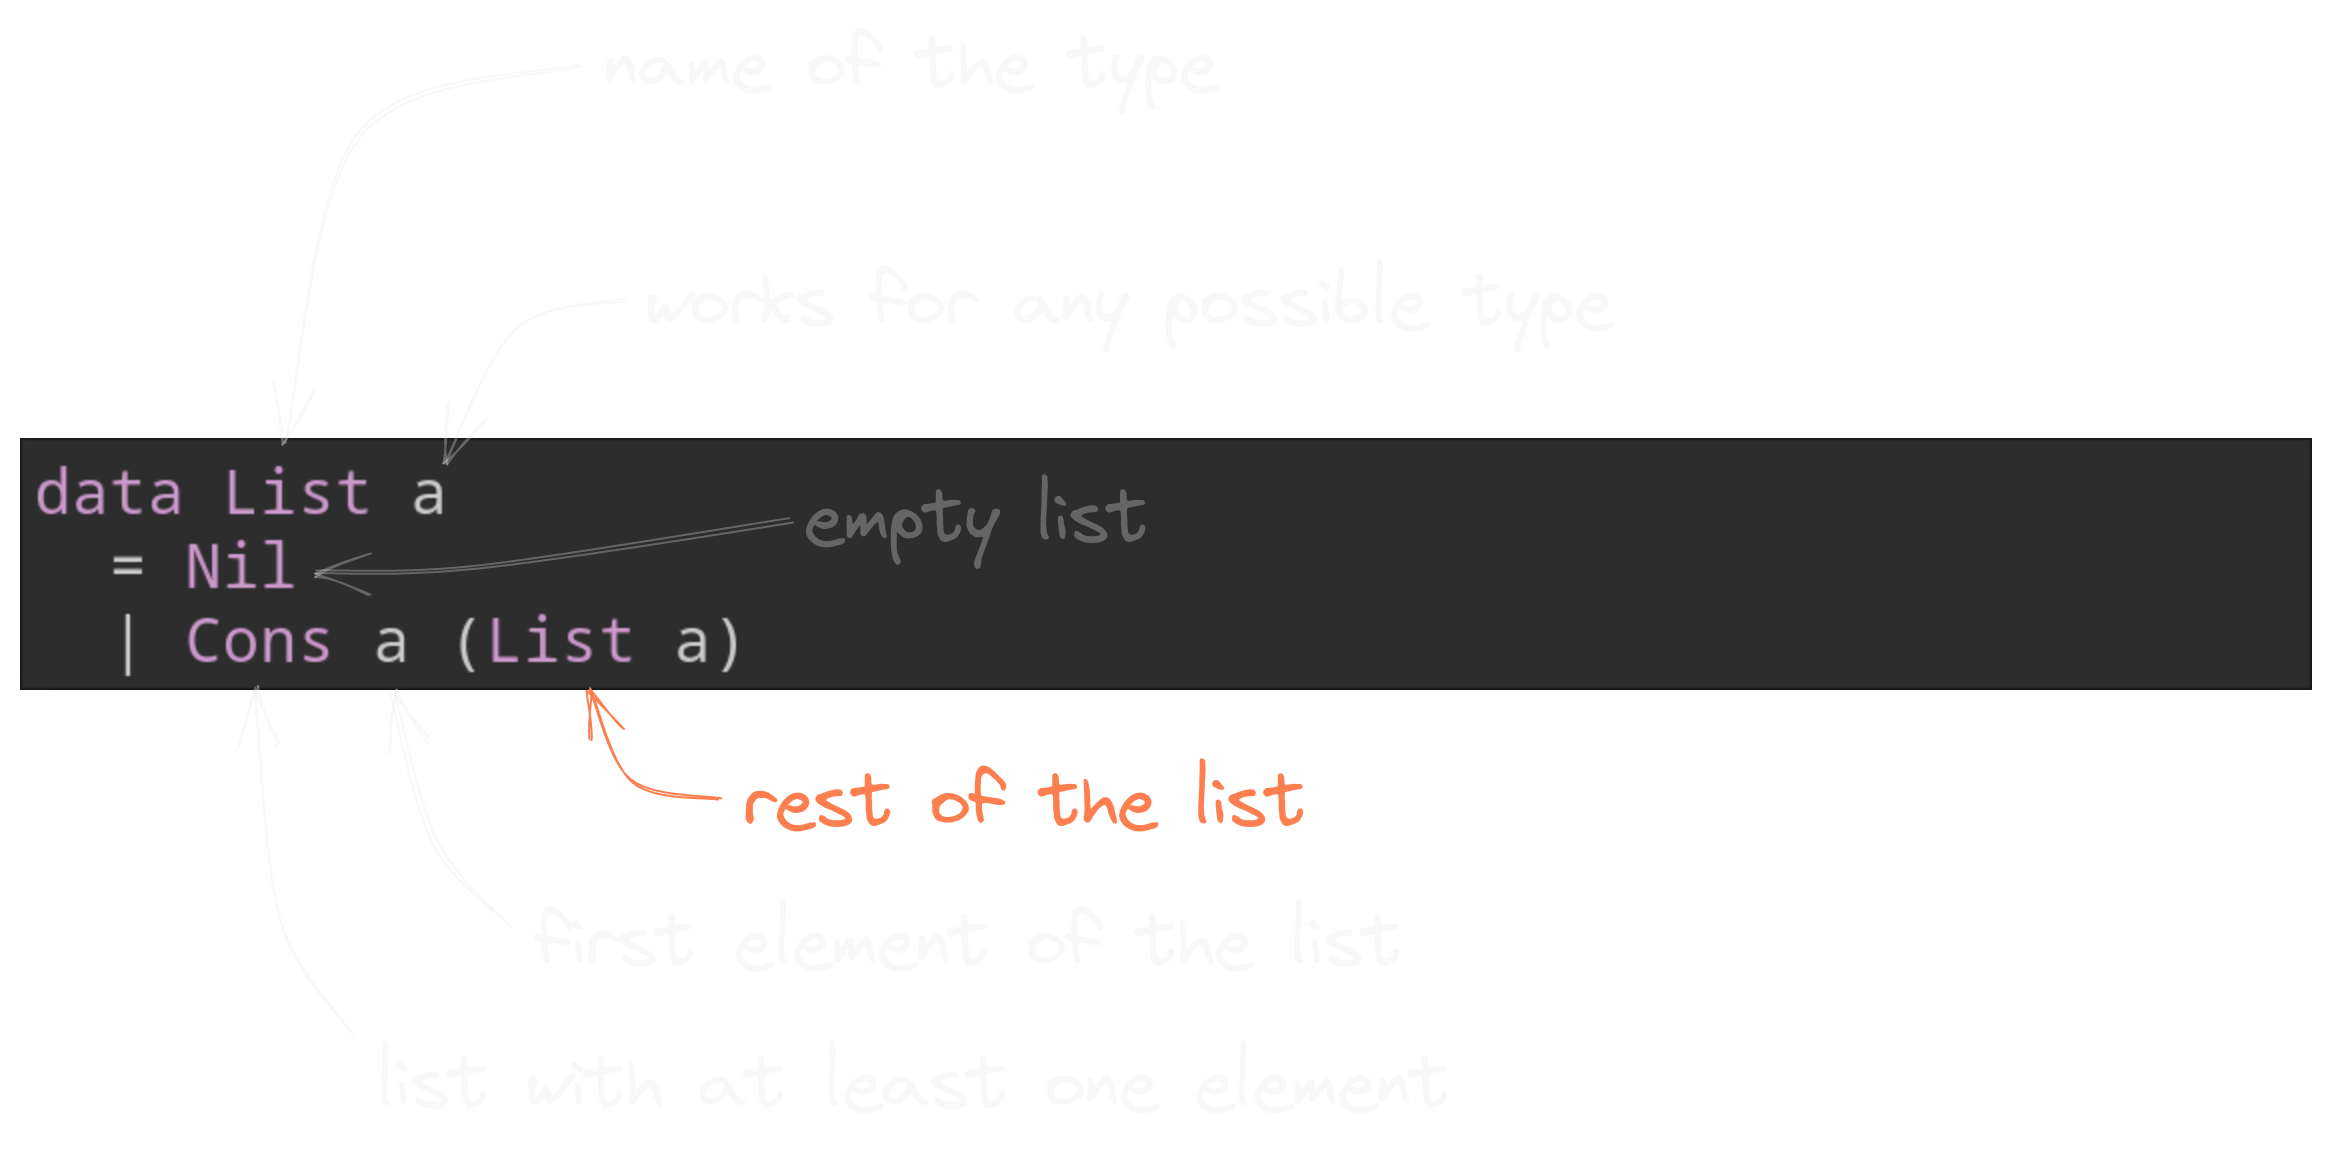 name of the type
works for any possible type
data List a
= Nil
empty list
| Cons a (List a)
rest of the list
first element of the list
list with at least one element